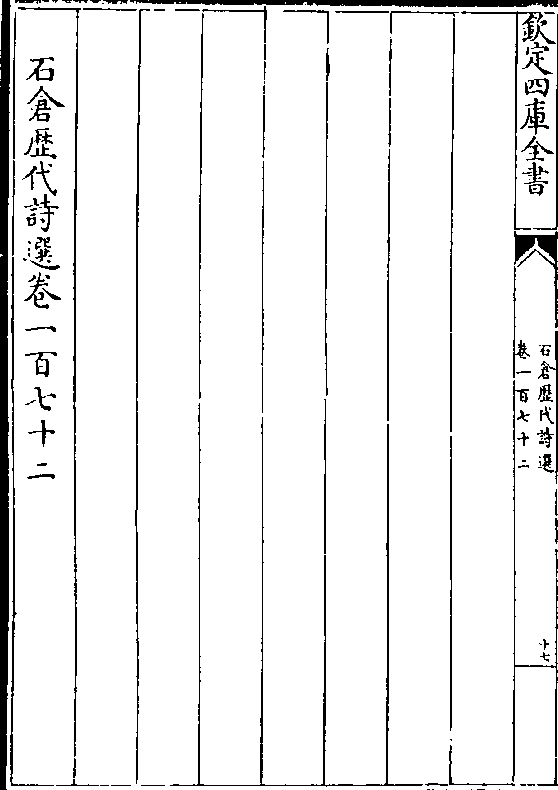 欽定四庫全書
石倉歷代詩選
卷一百七十二
十七
石倉歷代詩選卷一百七十二